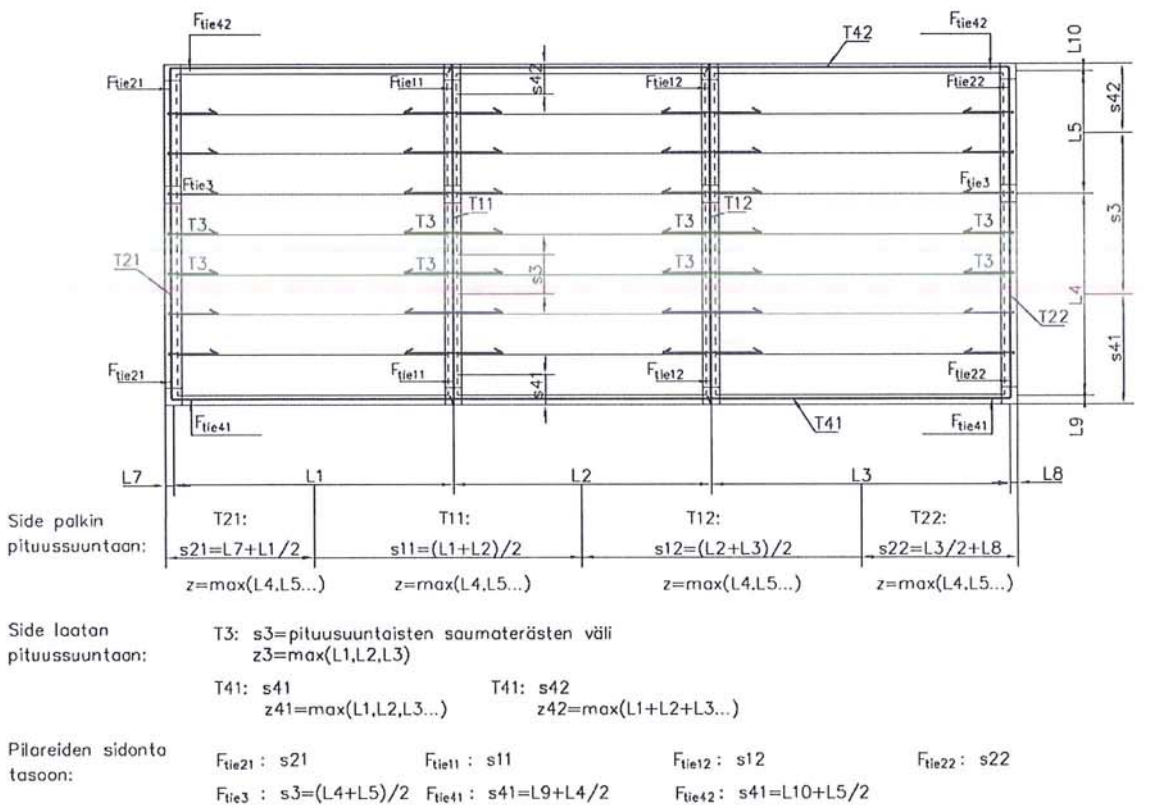 Ftie42 Ftie42
T42 L10
Ftie21 Ftie11 s42 Ftie12 Ftie22
s42
L5
Ftie3 Ftie3
T11 T12
T3 T3 T3 T3
s3
T21 T3 T3 T3 T3
s3
L4
T22
Ftie21 Ftie11 s41 Ftie12 Ftie22
s41
Ftie41 T41 Ftie41
L9
L7 L1 L2 L3 L8
Side palkin pituussuuntaan:
T21: T11: T12: T22:
s21=L7+L1/2 s11=(L1+L2)/2 s12=(L2+L3)/2 s22=L3/2+L8
z=max(L4,L5...) z=max(L4,L5...) z=max(L4,L5...) z=max(L4,L5...)
Side laatan pituussuntaan:
T3: s3=pituusuuntaisten saumaterästen väli
z3=max(L1,L2,L3)
T41: s41 T41: s42
z41=max(L1,L2,L3...) z42=max(L1+L2+L3...)
Pilareiden sidonta tasoon:
Ftie21 : s21 Ftie11 : s11 Ftie12 : s12 Ftie22 : s22
Ftie3 : s3=(L4+L5)/2 Ftie41 : s41=L9+L4/2 Ftie42 : s41=L10+L5/2